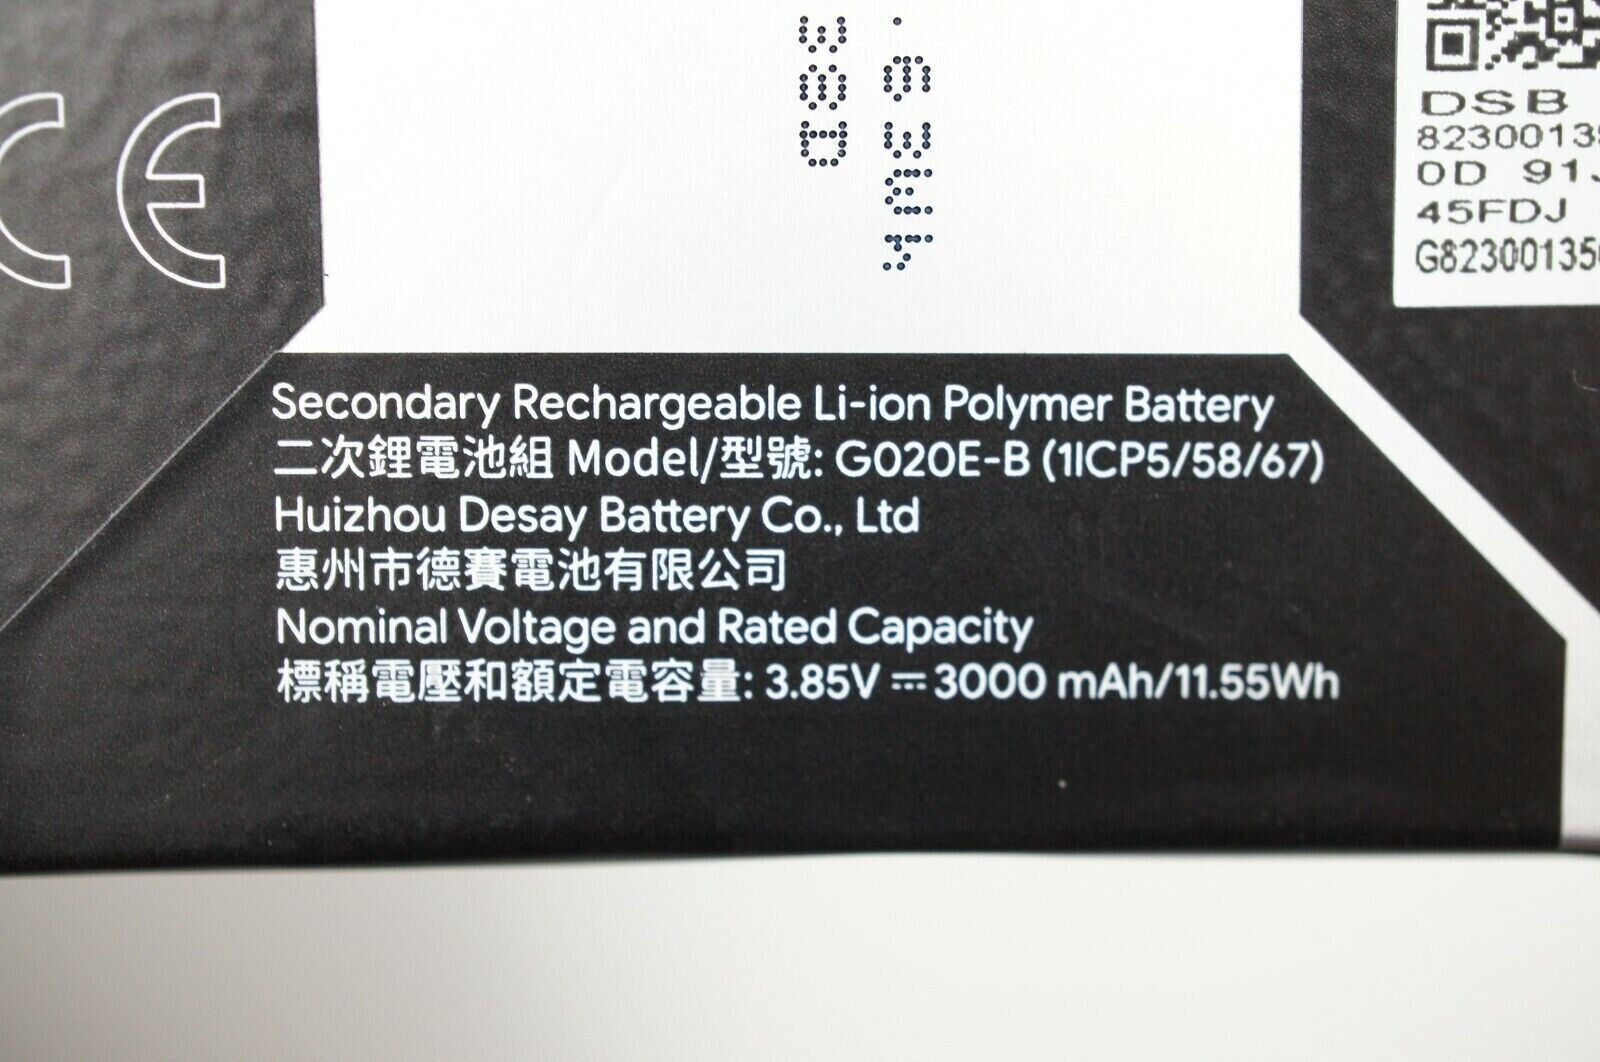 CE
DSB
0D 91
45FDJ
Secondary Rechargeable Li-ion Polymer Battery
二次鋰電池組 Model/型號: G020E-B (1ICP5/58/67)
Huizhou Desay Battery Co., Ltd
惠州市德賽電池有限公司
Nominal Voltage and Rated Capacity
標稱電壓和額定電容量: 3.85V ⎓ 3000 mAh/11.55Wh